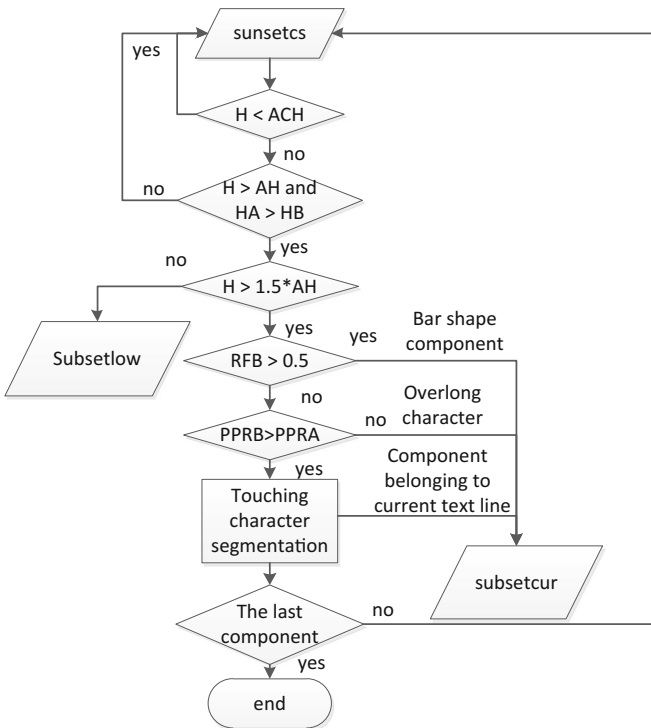 sunsetcs
yes
H < ACH
no
H > AH and
HA > HB
no
yes
no
H > 1.5*AH
yes
Subsetlow
RFB > 0.5
yes
Bar shape
component
no
PPRB>PPRA
no
Overlong
character
yes
Component
belonging to
current text line
Touching
character
segmentation
subsetcur
The last
component
no
yes
end